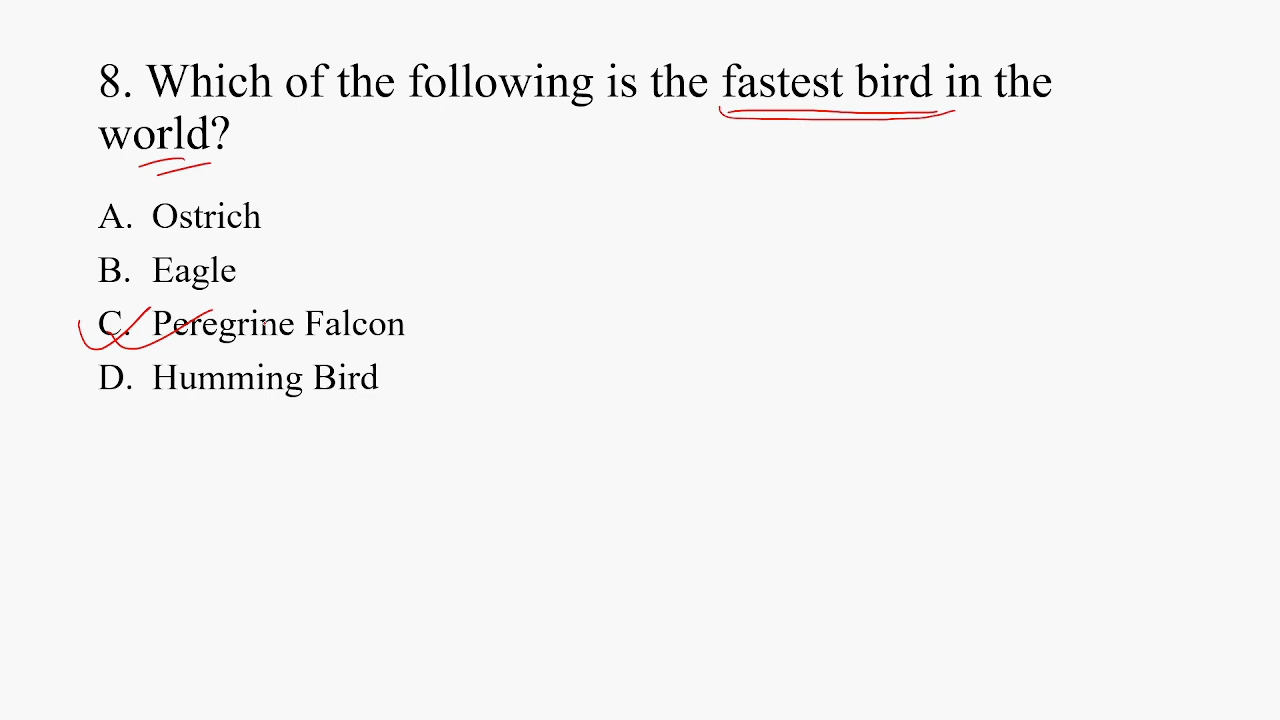 8. Which of the following is the fastest bird in the
world?
A. Ostrich
B. Eagle
C. Peregrine Falcon
D. Humming Bird